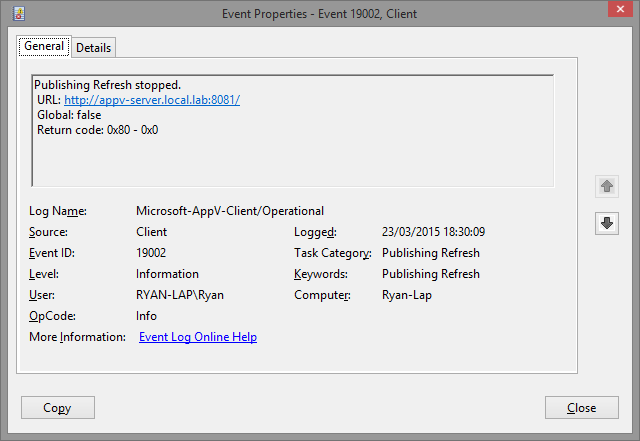 Event Properties - Event 19002, Client
General Details
Publishing Refresh stopped.
URL: http://appv-server.local.lab:8081/
Global: false
Return code: 0x80 - 0x0
Log Name: Microsoft-AppV-Client/Operational
Source: Client Logged: 23/03/2015 18:30:09
Event ID: 19002 Task Category: Publishing Refresh
Level: Information Keywords: Publishing Refresh
User: RYAN-LAP\Ryan Computer: Ryan-Lap
OpCode: Info
More Information: Event Log Online Help
Copy Close